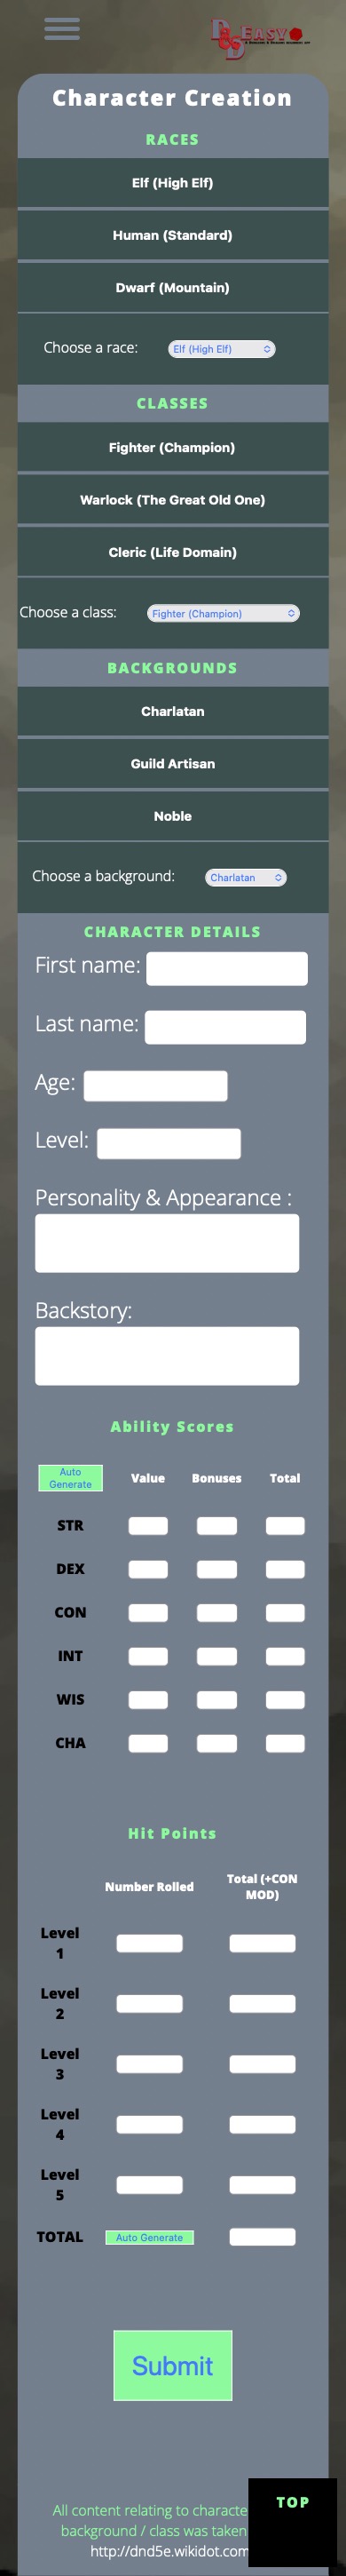 D&D EASY
Character Creation
RACES
Elf (High Elf)
Human (Standard)
Dwarf (Mountain)
Choose a race: Elf (High Elf)
CLASSES
Fighter (Champion)
Warlock (The Great Old One)
Cleric (Life Domain)
Choose a class: Fighter (Champion)
BACKGROUNDS
Charlatan
Guild Artisan
Noble
Choose a background: Charlatan
CHARACTER DETAILS
First name:
Last name:
Age:
Level:
Personality & Appearance :
Backstory:
Ability Scores
Auto
Generate
Value Bonuses Total
STR
DEX
CON
INT
WIS
CHA
Hit Points
Number Rolled Total (+CON
MOD)
Level
1
Level
2
Level
3
Level
4
Level
5
TOTAL Auto Generate
Submit
TOP
All content relating to characte
background / class was taken
http://dnd5e.wikidot.com